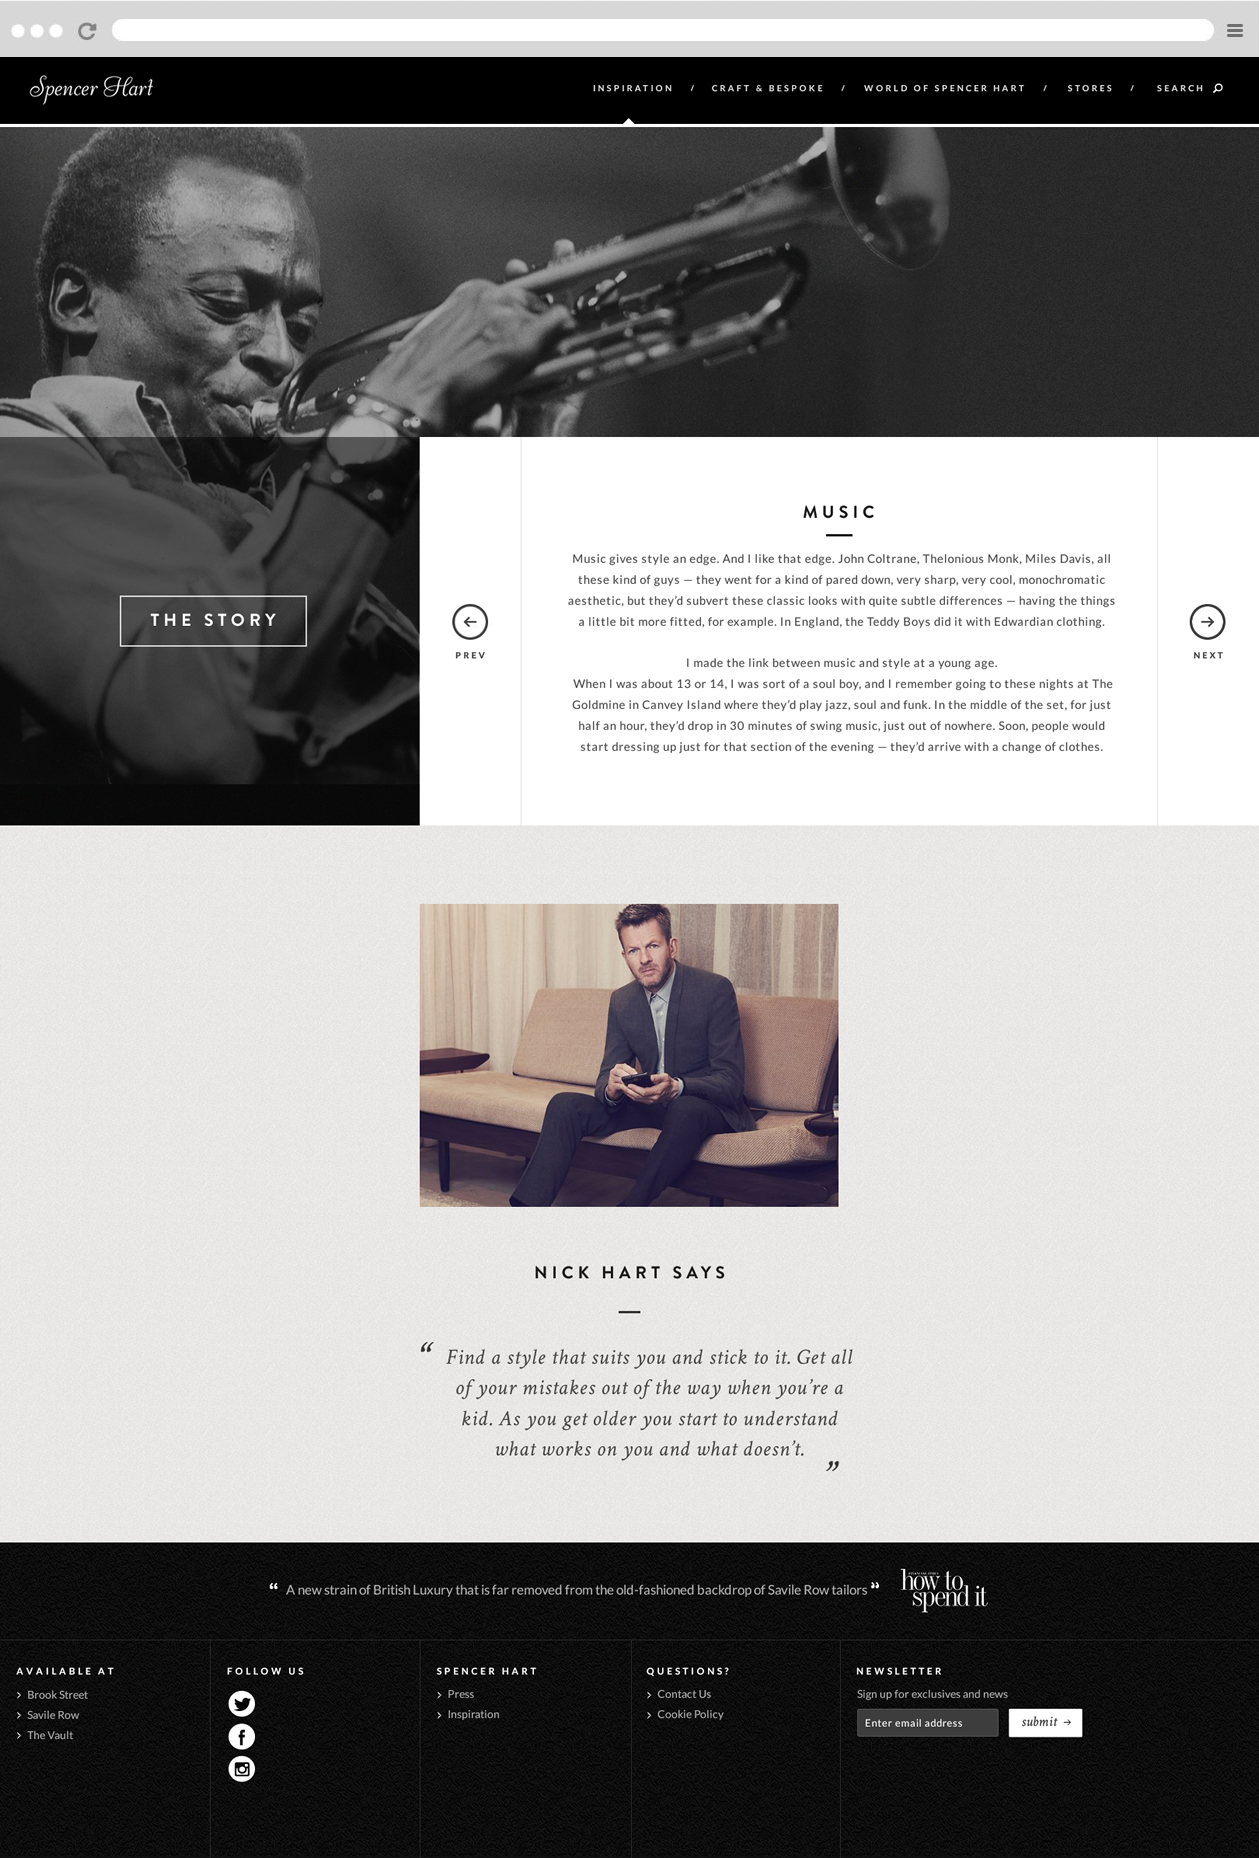 Spencer Hart
INSPIRATION / CRAFT & BESPOKE / WORLD OF SPENCER HART / STORES / SEARCH
THE STORY
PREV
MUSIC
Music gives style an edge. And I like that edge. John Coltrane, Thelonious Monk, Miles Davis, all
these kind of guys — they went for a kind of pared down, very sharp, very cool, monochromatic
aesthetic, but they’d subvert these classic looks with quite subtle differences — having the things
a little bit more fitted, for example. In England, the Teddy Boys did it with Edwardian clothing.
I made the link between music and style at a young age.
When I was about 13 or 14, I was sort of a soul boy, and I remember going to these nights at The
Goldmine in Canvey Island where they’d play jazz, soul and funk. In the middle of the set, for just
half an hour, they’d drop in 30 minutes of swing music, just out of nowhere. Soon, people would
start dressing up just for that section of the evening — they’d arrive with a change of clothes.
NEXT
NICK HART SAYS
“ Find a style that suits you and stick to it. Get all
of your mistakes out of the way when you’re a
kid. As you get older you start to understand
what works on you and what doesn’t. ”
“ A new strain of British Luxury that is far removed from the old-fashioned backdrop of Savile Row tailors ”
how to
spend it
AVAILABLE AT
Brook Street
Savile Row
The Vault
FOLLOW US
SPENCER HART
Press
Inspiration
QUESTIONS?
Contact Us
Cookie Policy
NEWSLETTER
Sign up for exclusives and news
Enter email address
submit →